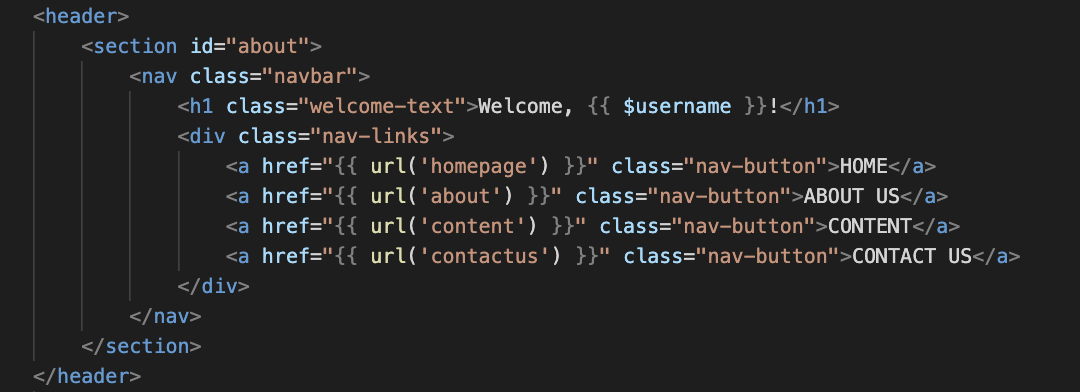 <header>
<section id="about">
<nav class="navbar">
<h1 class="welcome-text">Welcome, {{ $username }}!</h1>
<div class="nav-links">
<a href="{{ url('homepage') }}" class="nav-button">HOME</a>
<a href="{{ url('about') }}" class="nav-button">ABOUT US</a>
<a href="{{ url('content') }}" class="nav-button">CONTENT</a>
<a href="{{ url('contactus') }}" class="nav-button">CONTACT US</a>
</div>
</nav>
</section>
</header>